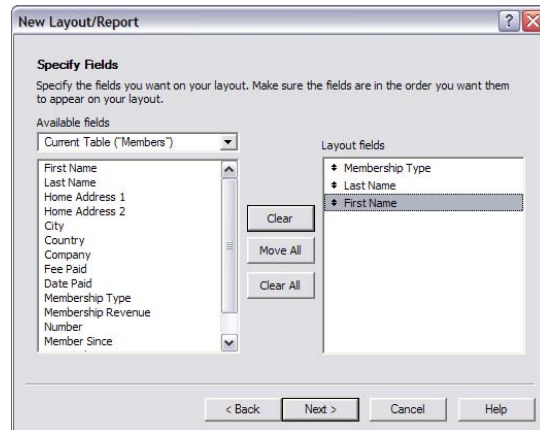 New Layout/Report
Specify Fields
Specify the fields you want on your layout. Make sure the fields are in the order you want them
to appear on your layout.
Available fields
Current Table ("Members")
First Name
Last Name
Home Address 1
Home Address 2
City
Country
Company
Fee Paid
Date Paid
Membership Type
Membership Revenue
Number
Member Since
Clear
Move All
Clear All
Layout fields
Membership Type
Last Name
First Name
< Back
Next >
Cancel
Help